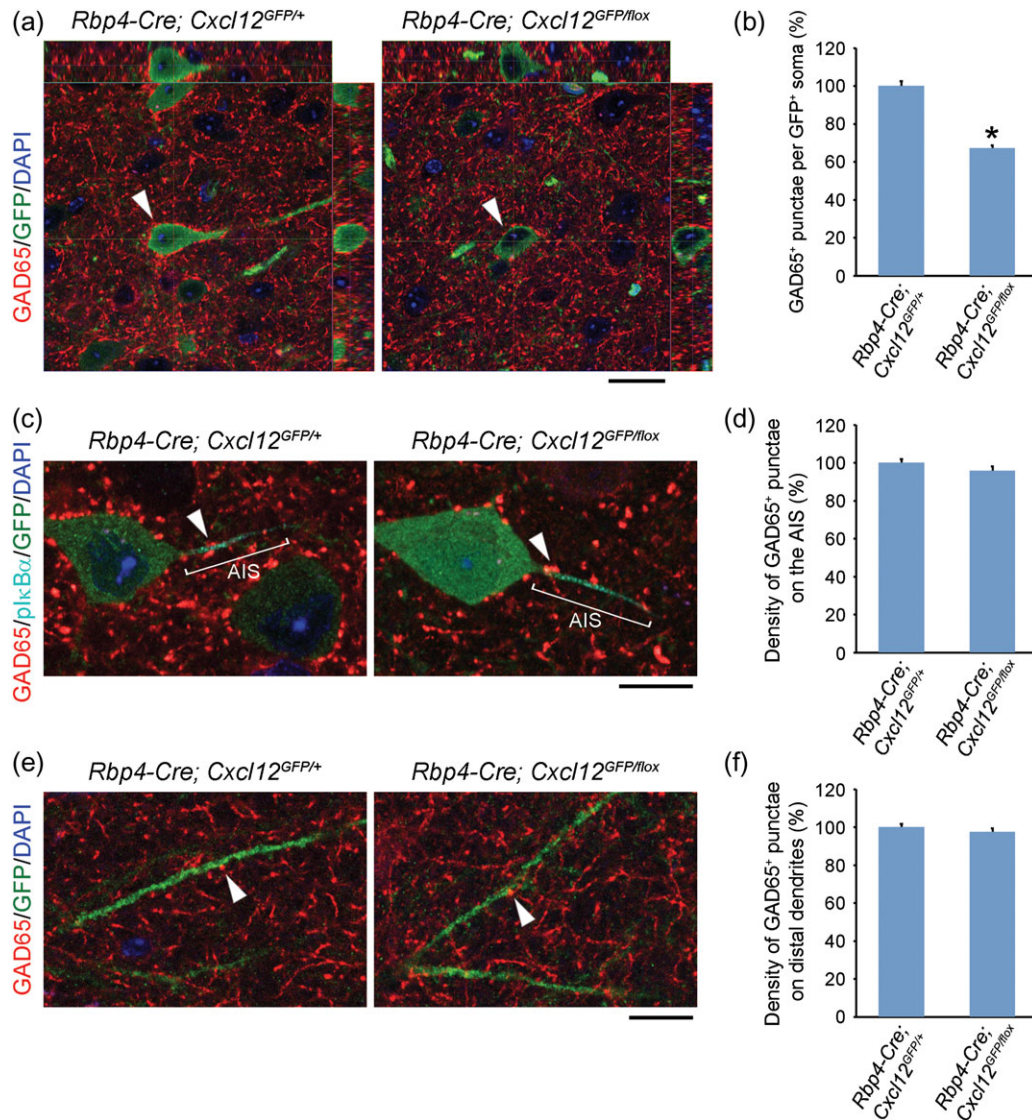 (a)
Rbp4-Cre; Cxcl12GFP/+
Rbp4-Cre; Cxcl12GFP/flox
GAD65/GFP/DAPI
(b)
GAD65+ punctae per GFP+ soma (%)
120
100
80
60
40
20
0
*
Rbp4-Cre;
Cxcl12GFP/+
Rbp4-Cre;
Cxcl12GFP/flox
(c)
Rbp4-Cre; Cxcl12GFP/+
Rbp4-Cre; Cxcl12GFP/flox
GAD65/pIκBα/GFP/DAPI
AIS
AIS
(d)
Density of GAD65+ punctae
on the AIS (%)
120
100
80
60
40
20
0
Rbp4-Cre;
Cxcl12GFP/+
Rbp4-Cre;
Cxcl12GFP/flox
(e)
Rbp4-Cre; Cxcl12GFP/+
Rbp4-Cre; Cxcl12GFP/flox
GAD65/GFP/DAPI
(f)
Density of GAD65+ punctae
on distal dendrites (%)
120
100
80
60
40
20
0
Rbp4-Cre;
Cxcl12GFP/+
Rbp4-Cre;
Cxcl12GFP/flox